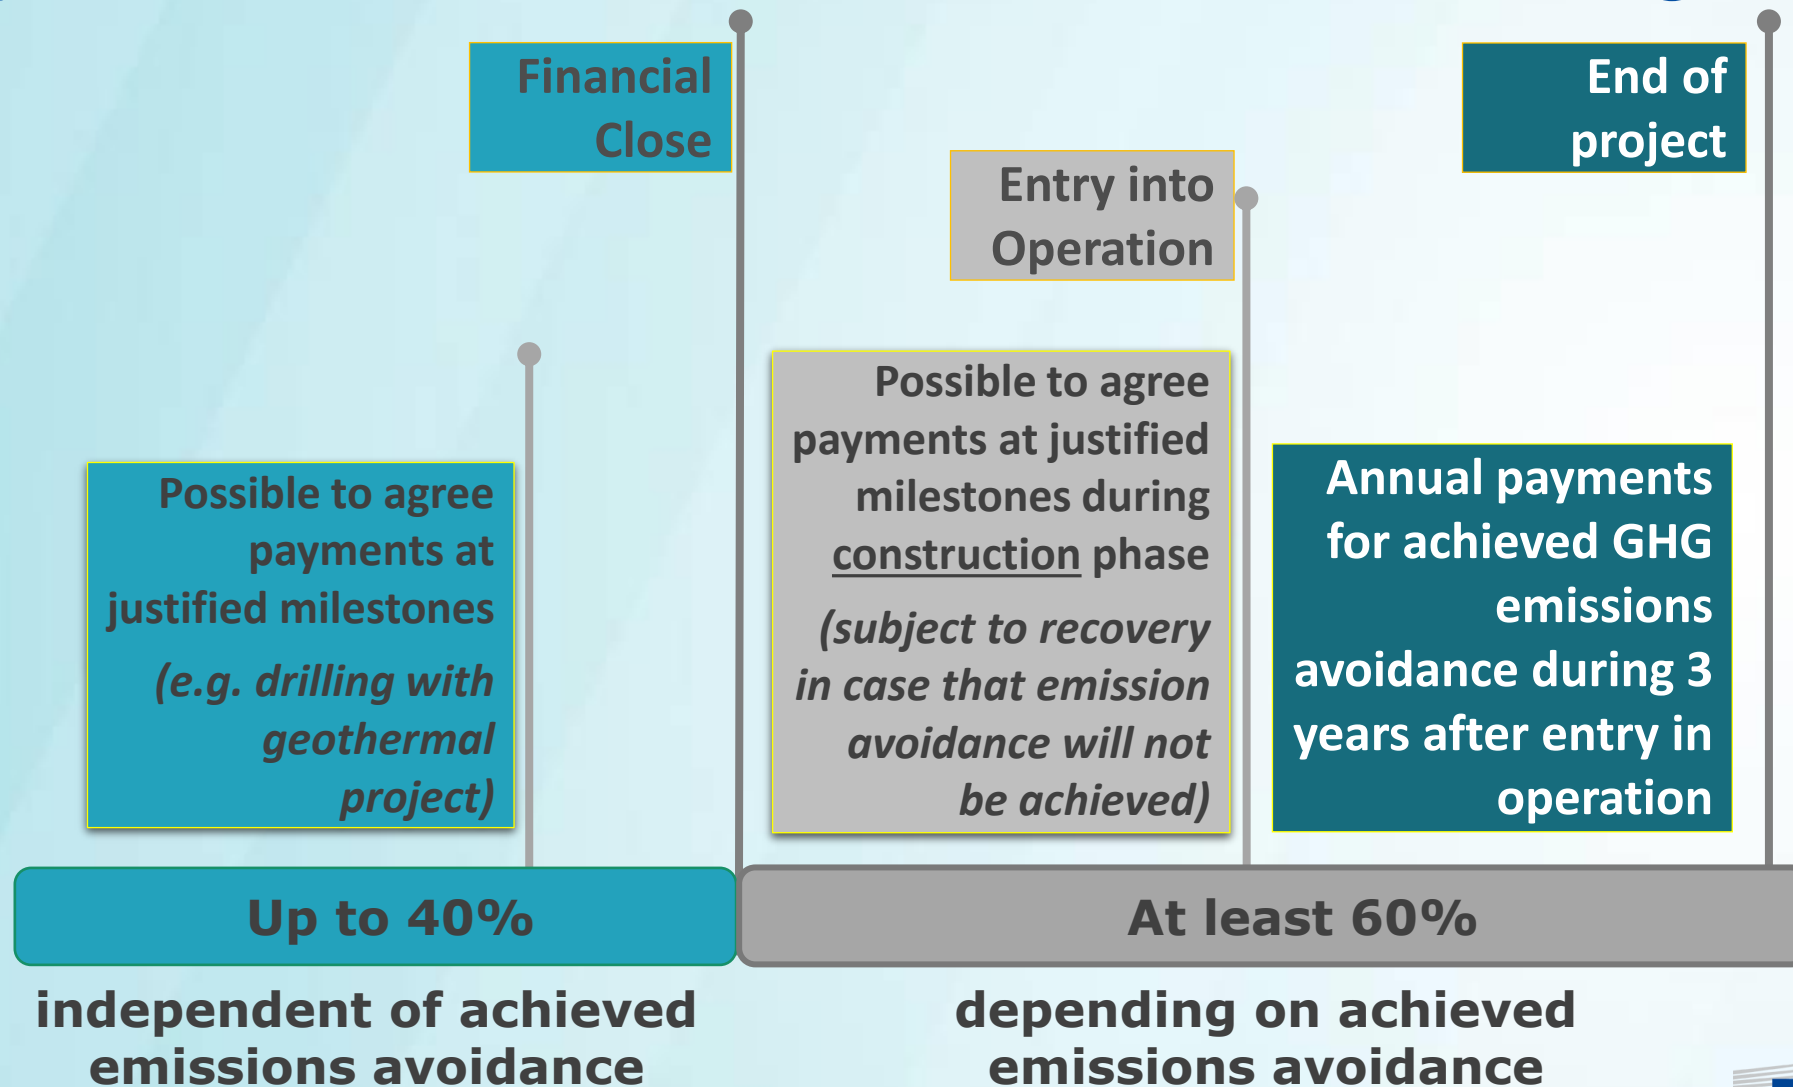 Financial
Close
End of
project
Entry into
Operation
Possible to agree
payments at
justified milestones
(e.g. drilling with
geothermal
project)
Possible to agree
payments at justified
milestones during
construction phase
(subject to recovery
in case that emission
avoidance will not
be achieved)
Annual payments
for achieved GHG
emissions
avoidance during 3
years after entry in
operation
Up to 40%
At least 60%
independent of achieved
emissions avoidance
depending on achieved
emissions avoidance